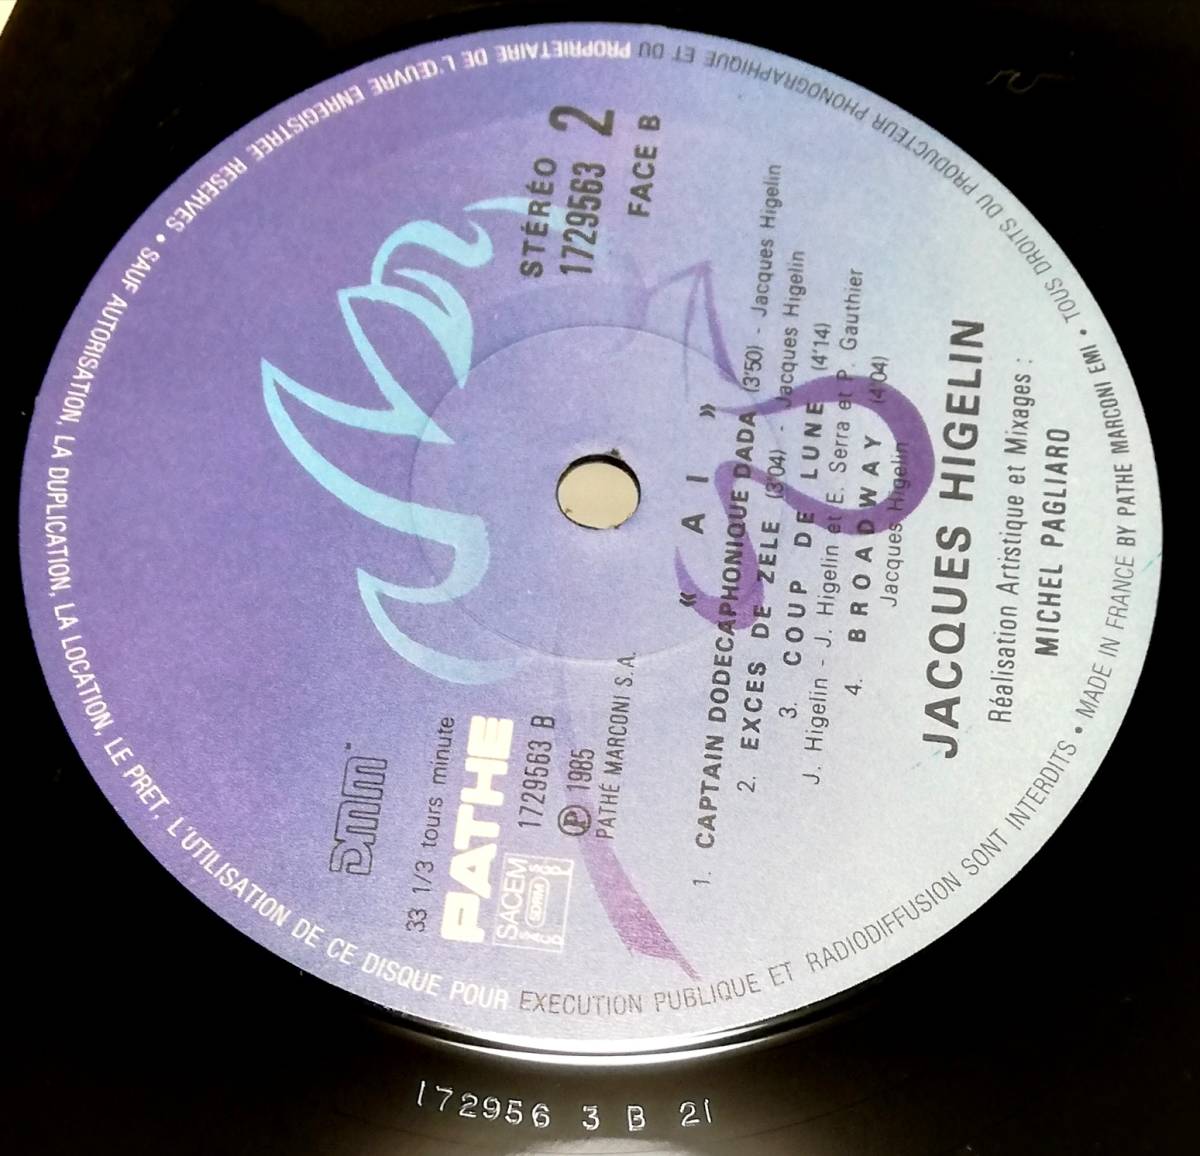 DMM
33 1/3 tours minute
PATHE
SACEM
SDRM
SACD
SGDL
1729563 B
Ⓟ 1985
PATHÉ MARCONI S.A.
STÉRÉO
1729563 2
FACE B
« A I »
1. CAPTAIN DODECAPHONIQUE DADA (3'50) - Jacques Higelin
2. EXCES DE ZELE (3'04) - Jacques Higelin
3. COUP DE LUNE (4'14)
J. Higelin - J. Higelin et E. Serra et P. Gauthier
4. BROADWAY (4'04)
Jacques Higelin
JACQUES HIGELIN
Réalisation Artistique et Mixages :
MICHEL PAGLIARO
TOUS DROITS DU PRODUCTEUR PHONOGRAPHIQUE ET DU PROPRIETAIRE DE L'ŒUVRE ENREGISTREE RESERVES • SAUF AUTORISATION, LA DUPLICATION, LA LOCATION, LE PRET, L'UTILISATION DE CE DISQUE POUR EXECUTION PUBLIQUE ET RADIODIFFUSION SONT INTERDITS • MADE IN FRANCE BY PATHE MARCONI EMI •
172956 3 B 21